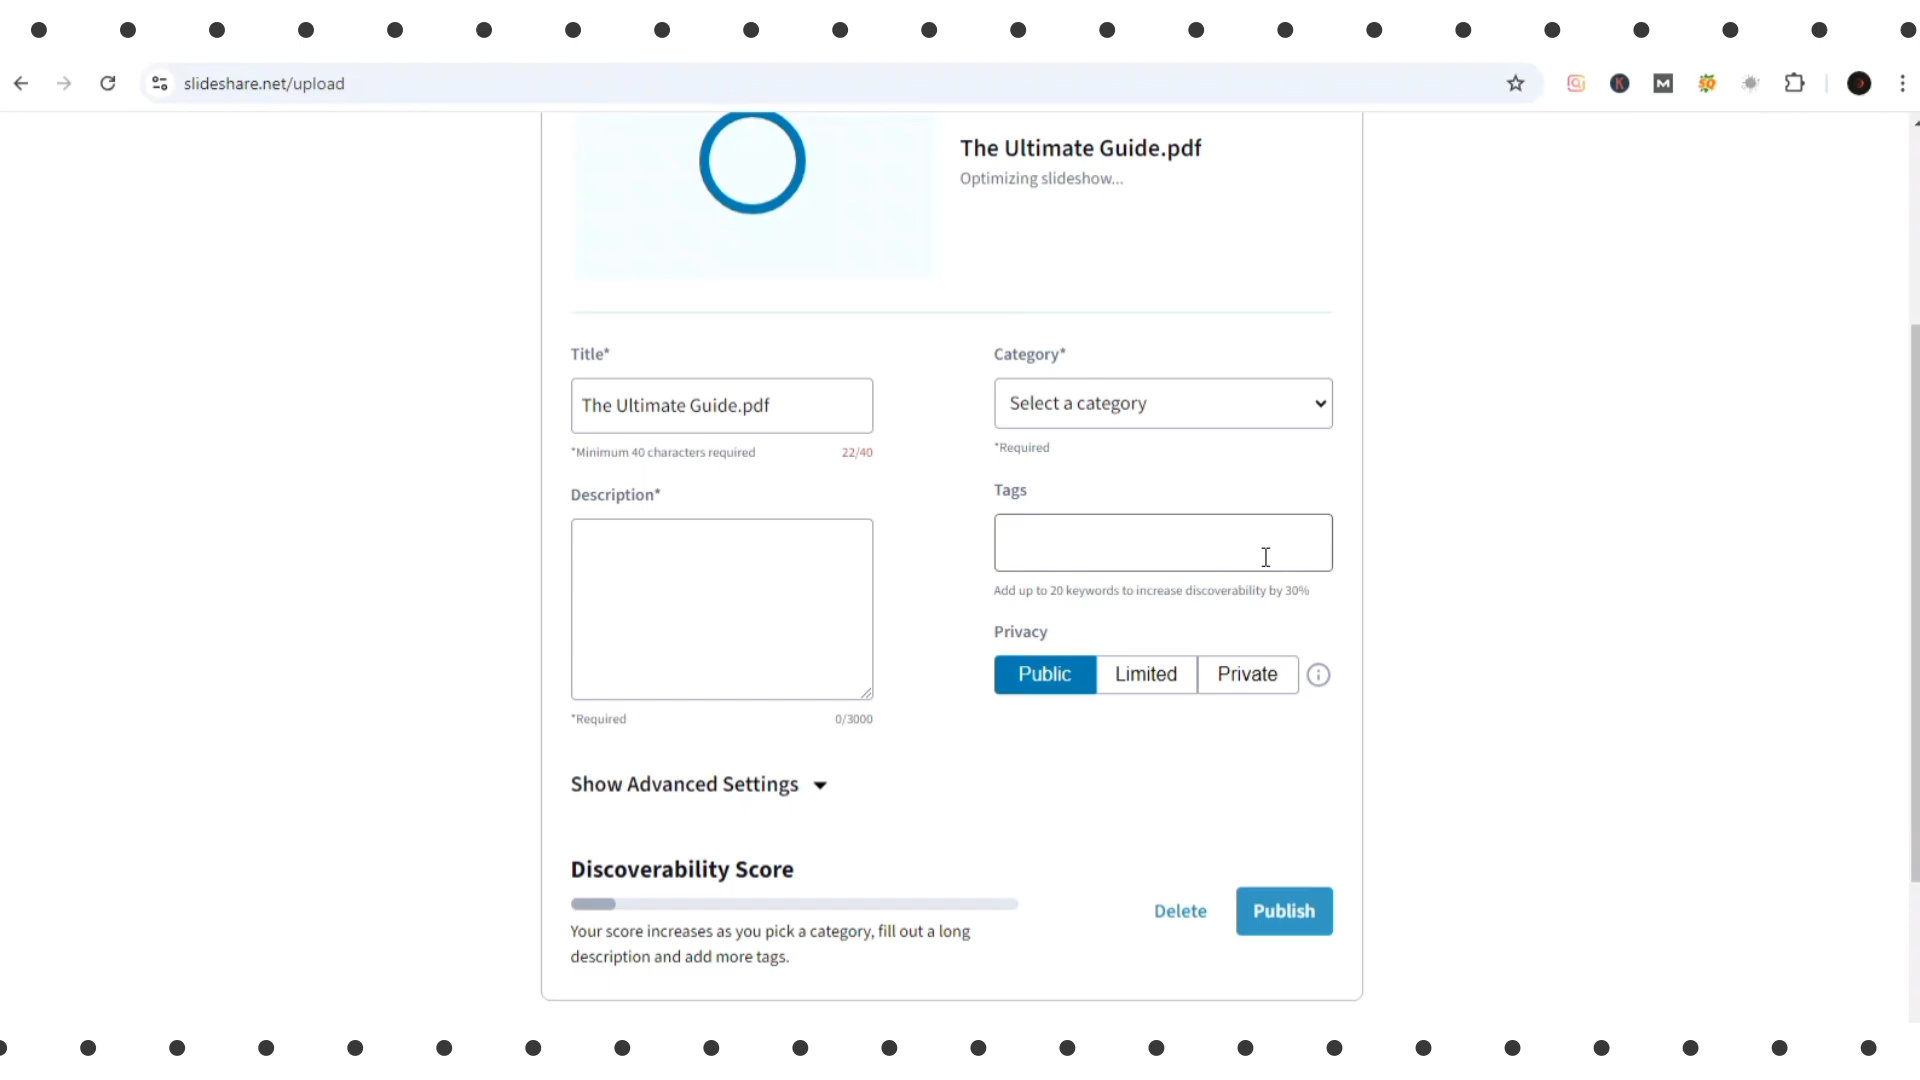 slideshare.net/upload
The Ultimate Guide.pdf
Optimizing slideshow...
Title*
The Ultimate Guide.pdf
*Minimum 40 characters required 22/40
Category*
Select a category
*Required
Description*
*Required 0/3000
Tags
Add up to 20 keywords to increase discoverability by 30%
Privacy
Public Limited Private
Show Advanced Settings
Discoverability Score
Your score increases as you pick a category, fill out a long
description and add more tags.
Delete Publish